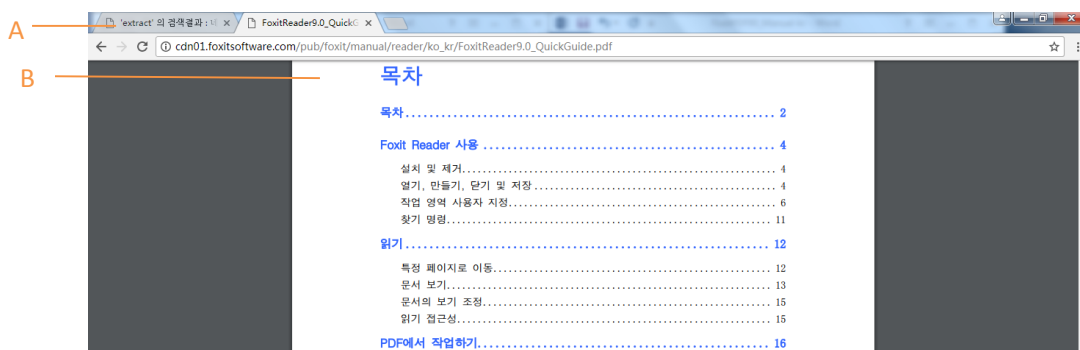 A
'extract' 의 검색결과 : 네
FoxitReader9.0_QuickG
cdn01.foxitsoftware.com/pub/foxit/manual/reader/ko_kr/FoxitReader9.0_QuickGuide.pdf
B
목차
목차 2
Foxit Reader 사용 4
설치 및 제거 4
열기, 만들기, 닫기 및 저장 4
작업 영역 사용자 지정 6
찾기 명령 11
읽기 12
특정 페이지로 이동 12
문서 보기 13
문서의 보기 조정 15
읽기 접근성 15
PDF에서 작업하기 16